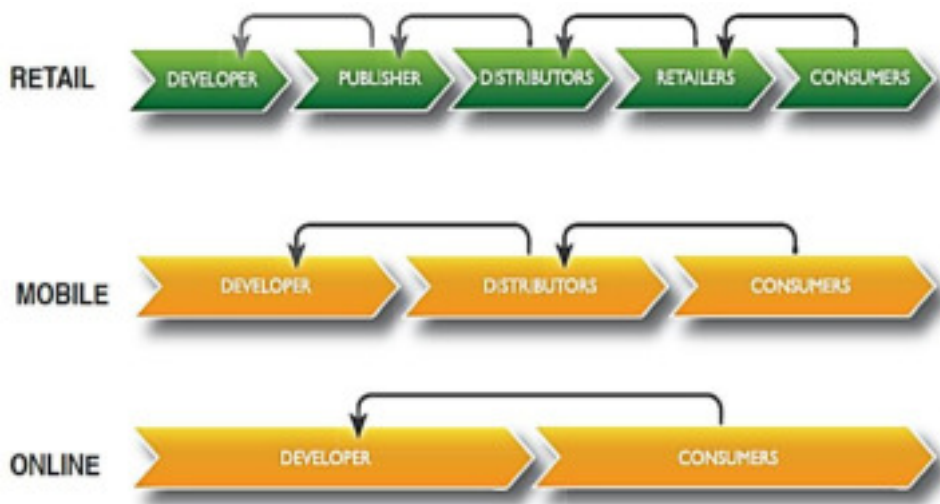 RETAIL
DEVELOPER PUBLISHER DISTRIBUTORS RETAILERS CONSUMERS
MOBILE
DEVELOPER DISTRIBUTORS CONSUMERS
ONLINE
DEVELOPER CONSUMERS